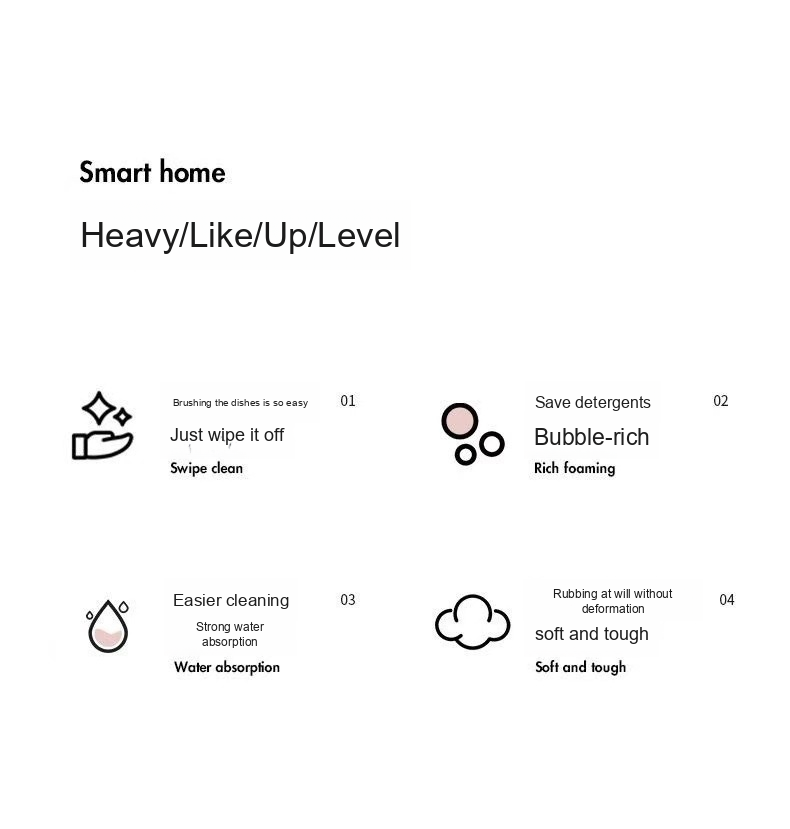 Smart home
Heavy/Like/Up/Level
Brushing the dishes is so easy
01
Just wipe it off
Swipe clean
Save detergents
02
Bubble-rich
Rich foaming
Easier cleaning
03
Strong water
absorption
Water absorption
Rubbing at will without
deformation
04
soft and tough
Soft and tough